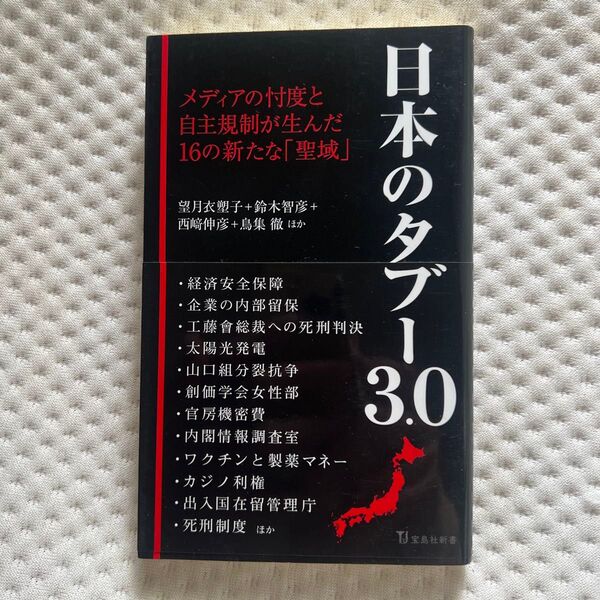 日本のタブー3.0
メディアの忖度と
自主規制が生んだ
16の新たな「聖域」
望月衣塑子+鈴木智彦+
西﨑伸彦+鳥集 徹 ほか
・経済安全保障
・企業の内部留保
・工藤會総裁への死刑判決
・太陽光発電
・山口組分裂抗争
・創価学会女性部
・官房機密費
・内閣情報調査室
・ワクチンと製薬マネー
・カジノ利権
・出入国在留管理庁
・死刑制度 ほか
TJ 宝島社新書